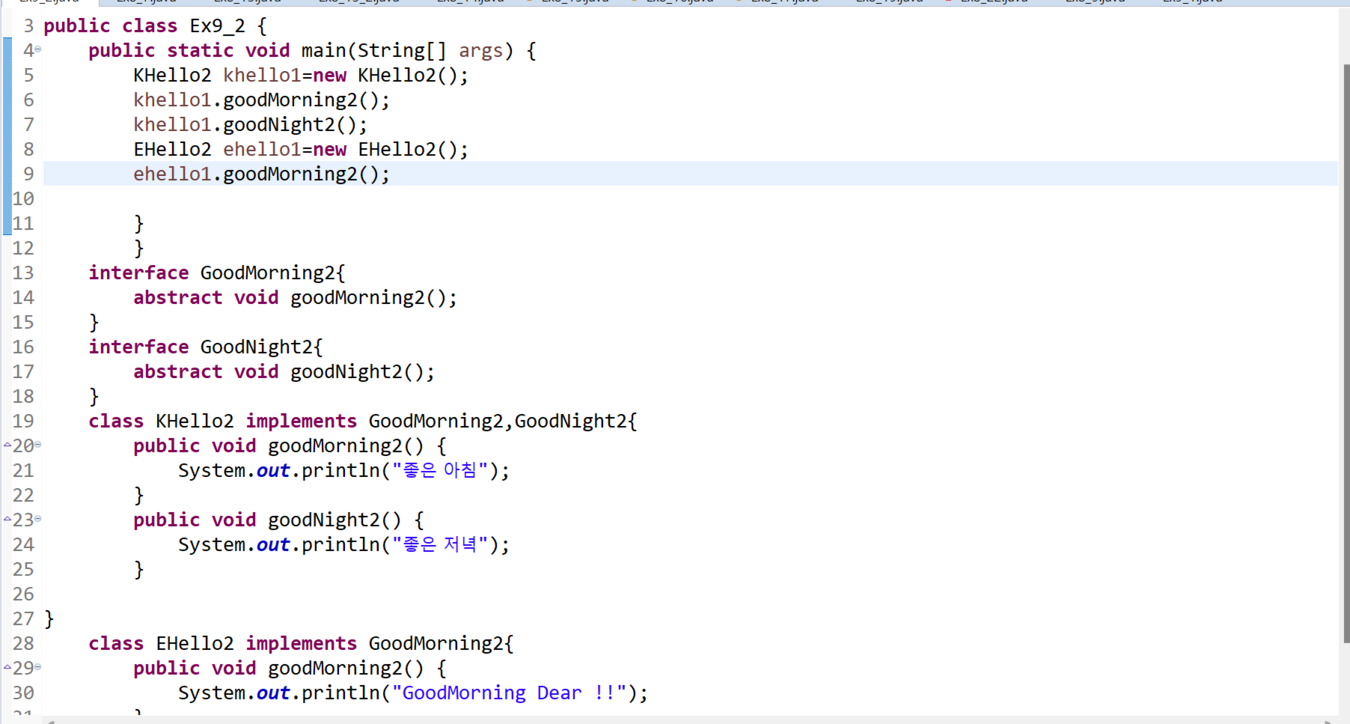 3 public class Ex9_2 {
4 public static void main(String[] args) {
5 KHello2 khello1=new KHello2();
6 khello1.goodMorning2();
7 khello1.goodNight2();
8 EHello2 ehello1=new EHello2();
9 ehello1.goodMorning2();
10
11 }
12 }
13 interface GoodMorning2{
14 abstract void goodMorning2();
15 }
16 interface GoodNight2{
17 abstract void goodNight2();
18 }
19 class KHello2 implements GoodMorning2,GoodNight2{
20 public void goodMorning2() {
21 System.out.println("좋은 아침");
22 }
23 public void goodNight2() {
24 System.out.println("좋은 저녁");
25 }
26
27 }
28 class EHello2 implements GoodMorning2{
29 public void goodMorning2() {
30 System.out.println("GoodMorning Dear !!");